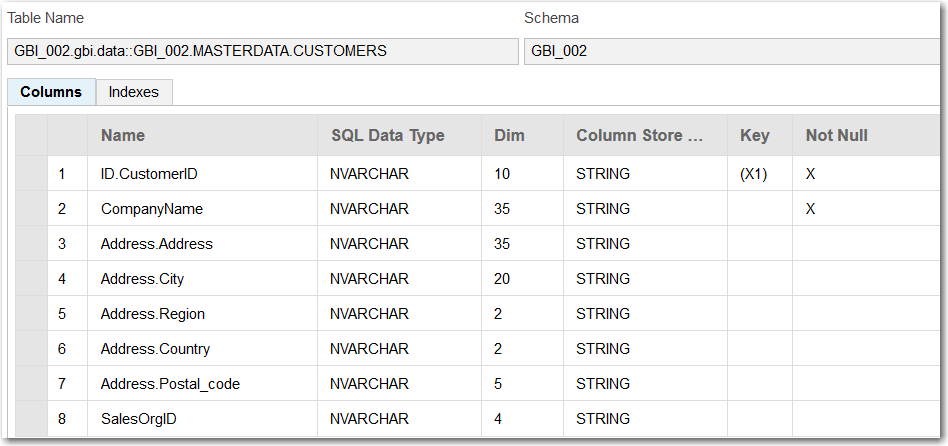 Table Name Schema
GBI_002.gbi.data::GBI_002.MASTERDATA.CUSTOMERS GBI_002
Columns Indexes
Name SQL Data Type Dim Column Store ... Key Not Null
1 ID.CustomerID NVARCHAR 10 STRING (X1) X
2 CompanyName NVARCHAR 35 STRING X
3 Address.Address NVARCHAR 35 STRING
4 Address.City NVARCHAR 20 STRING
5 Address.Region NVARCHAR 2 STRING
6 Address.Country NVARCHAR 2 STRING
7 Address.Postal_code NVARCHAR 5 STRING
8 SalesOrgID NVARCHAR 4 STRING